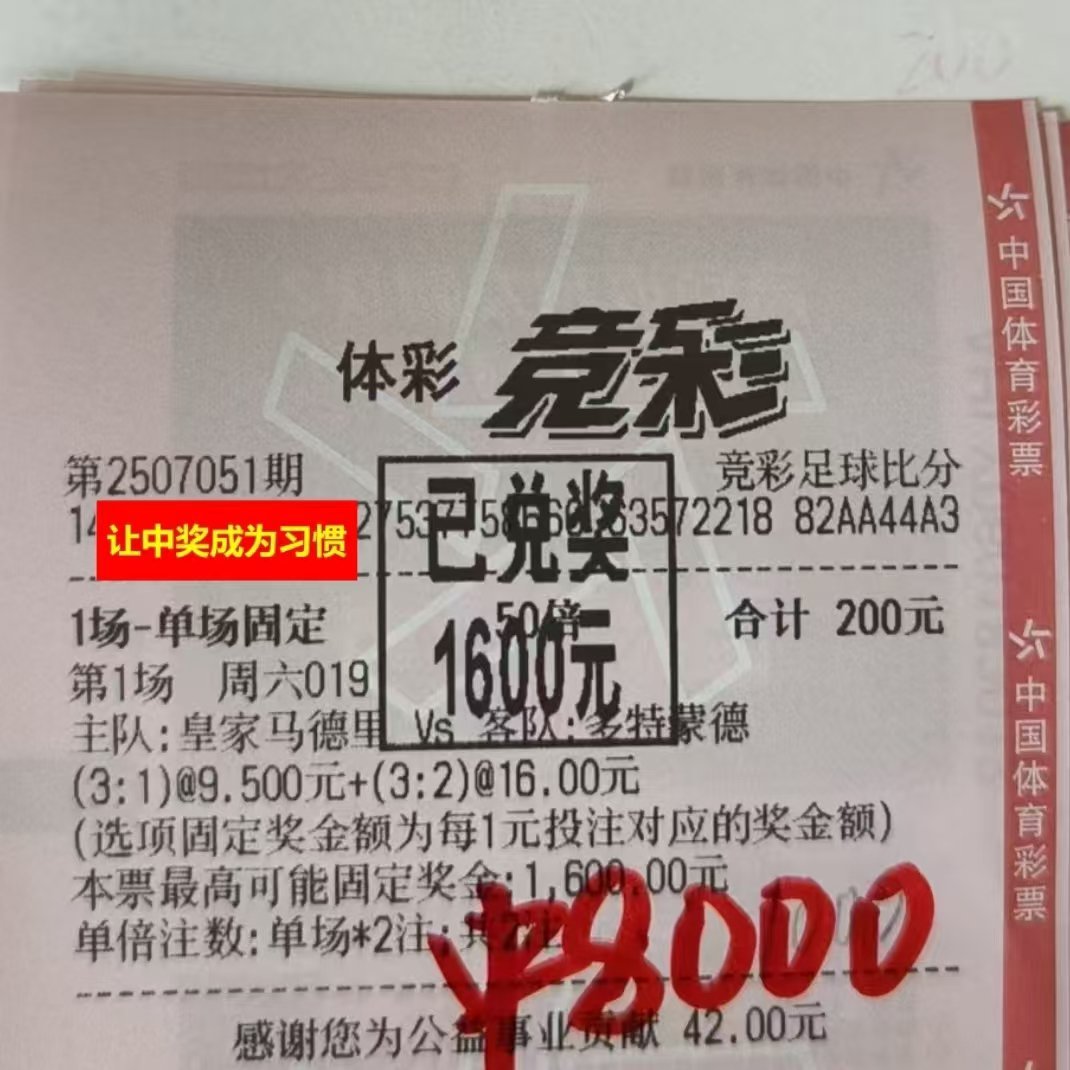 体彩 竞彩
第2507051期 竞彩足球比分
82AA44A3
让中奖成为习惯
已兑奖
1600元
1场-单场固定 50倍 合计 200元
第1场 周六019
主队:皇家马德里 Vs 客队:多特蒙德
(3:1)@9.500元+(3:2)@16.00元
(选项固定奖金额为每1元投注对应的奖金额)
本票最高可能固定奖金:1,600.00元
单倍注数:单场*2注;共2注
¥8000
感谢您为公益事业贡献 42.00元
中国体育彩票
中国体育彩票